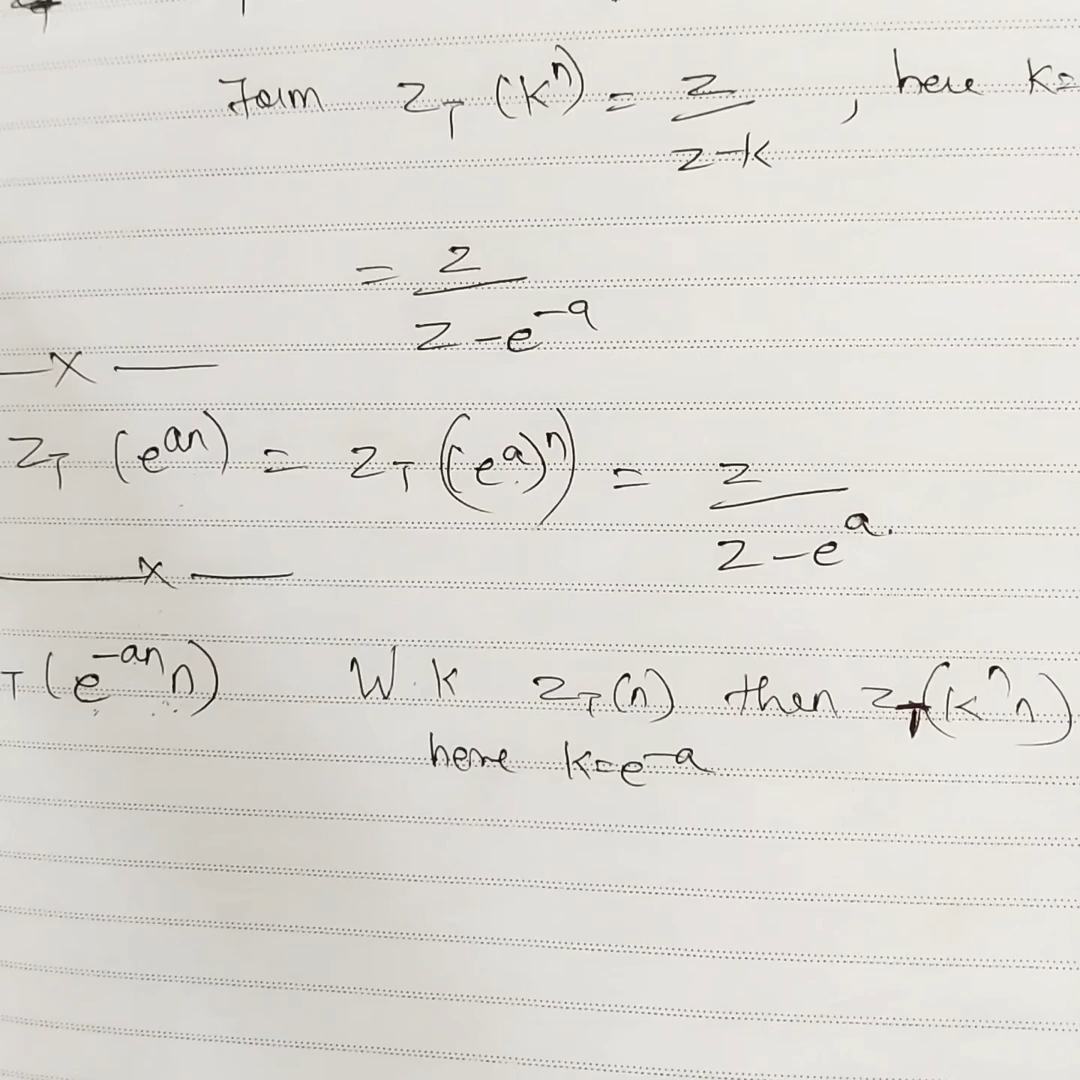 Form Z_T (k^n) = z/(z-k) , here k=
= z/(z-e^-a)
—x—
Z_T (e^an) = Z_T ((e^a)^n) = z/(z-e^a).
—x—
T(e^-an n) W.K Z_T(n) then Z_T(k^n n)
here k=e^-a